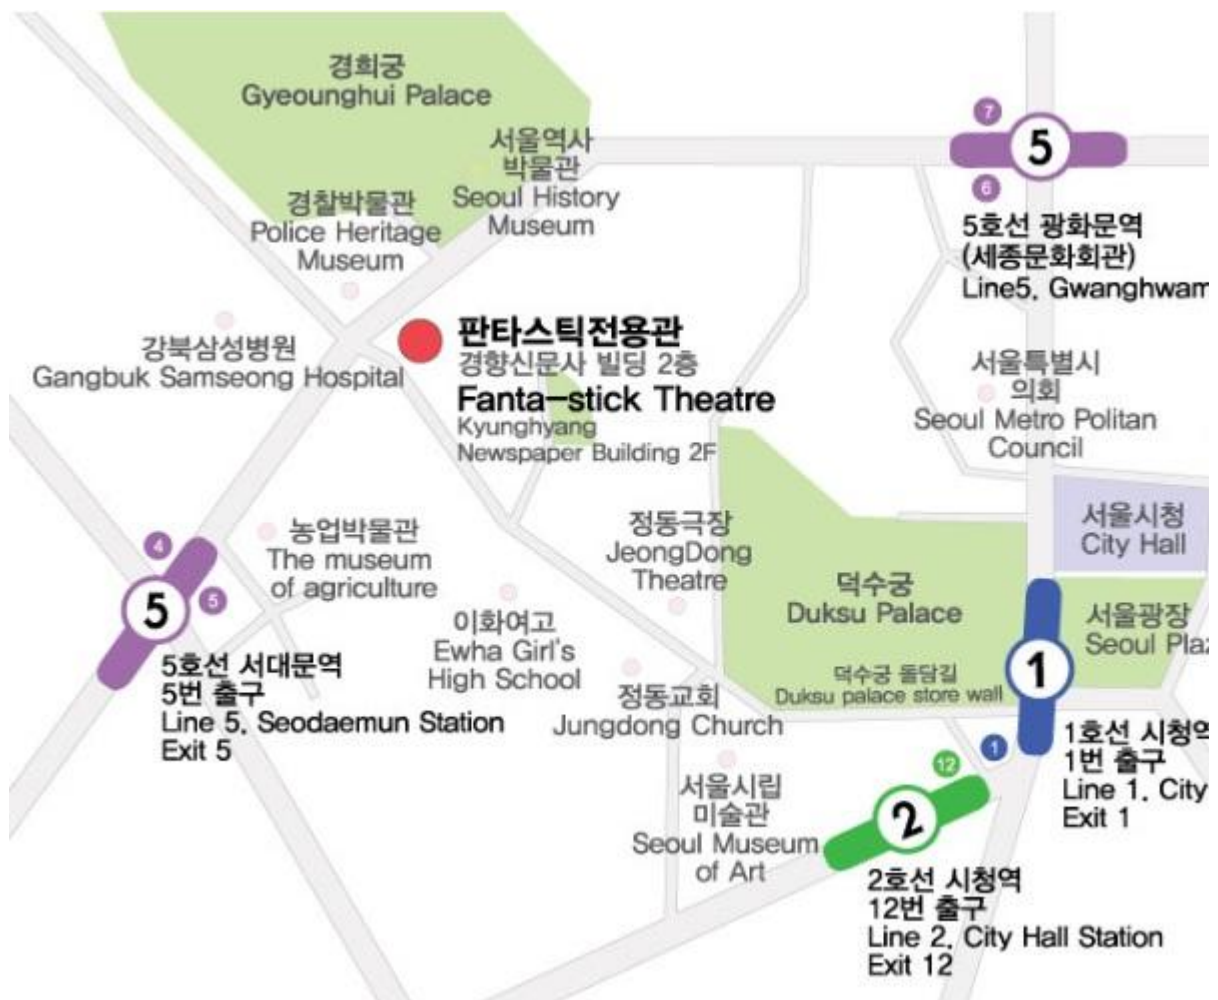 경희궁
Gyeounghui Palace
서울역사
박물관
Seoul History
Museum
경찰박물관
Police Heritage
Museum
7
5
6
5호선 광화문역
(세종문화회관)
Line5, Gwanghwam
강북삼성병원
Gangbuk Samseong Hospital
판타스틱전용관
경향신문사 빌딩 2층
Fanta-stick Theatre
Kyunghyang
Newspaper Building 2F
서울특별시
의회
Seoul Metro Politan
Council
서울시청
City Hall
농업박물관
The museum
of agriculture
정동극장
JeongDong
Theatre
덕수궁
Duksu Palace
서울광장
Seoul Plaz
4
5
5
5호선 서대문역
5번 출구
Line 5, Seodaemun Station
Exit 5
이화여고
Ewha Girl's
High School
정동교회
Jungdong Church
덕수궁 돌담길
Duksu palace store wall
1
1
1호선 시청역
1번 출구
Line 1, City
Exit 1
서울시립
미술관
Seoul Museum
of Art
12
2
2호선 시청역
12번 출구
Line 2, City Hall Station
Exit 12